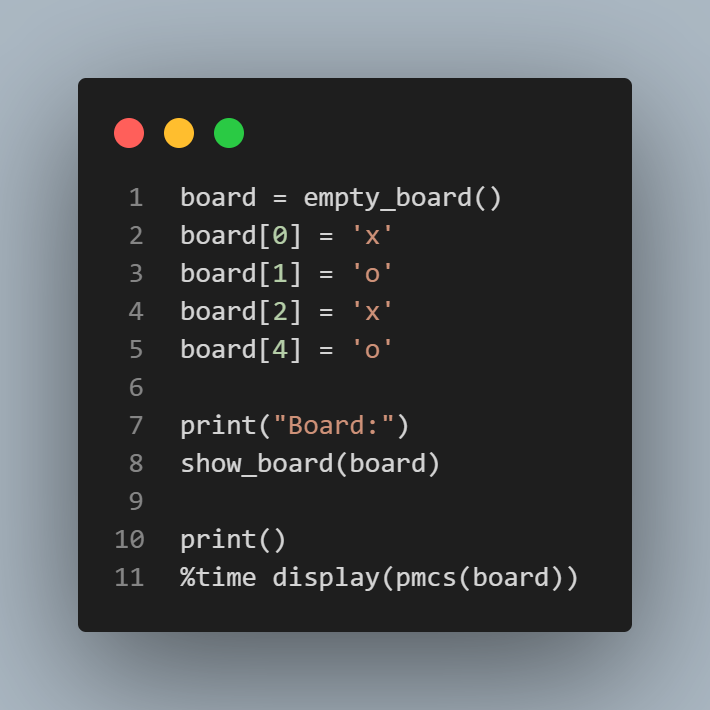 1 board = empty_board()
2 board[0] = 'x'
3 board[1] = 'o'
4 board[2] = 'x'
5 board[4] = 'o'
6
7 print("Board:")
8 show_board(board)
9
10 print()
11 %time display(pmcs(board))